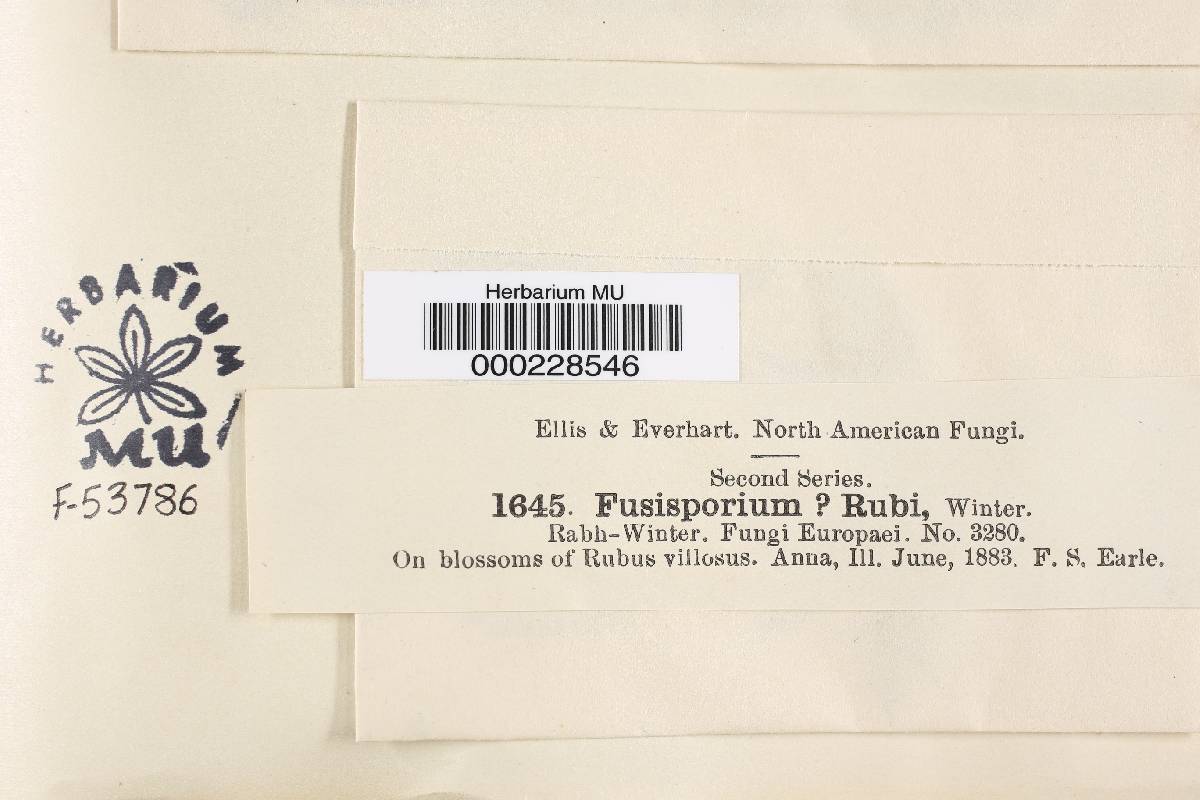 HERBARIUM
MU
F-53786
Herbarium MU
000228546
Ellis & Everhart. North American Fungi.
Second Series.
1645. Fusisporium ? Rubi, Winter.
Rabh-Winter. Fungi Europaei. No. 3280.
On blossoms of Rubus villosus. Anna, Ill. June, 1883. F. S. Earle.